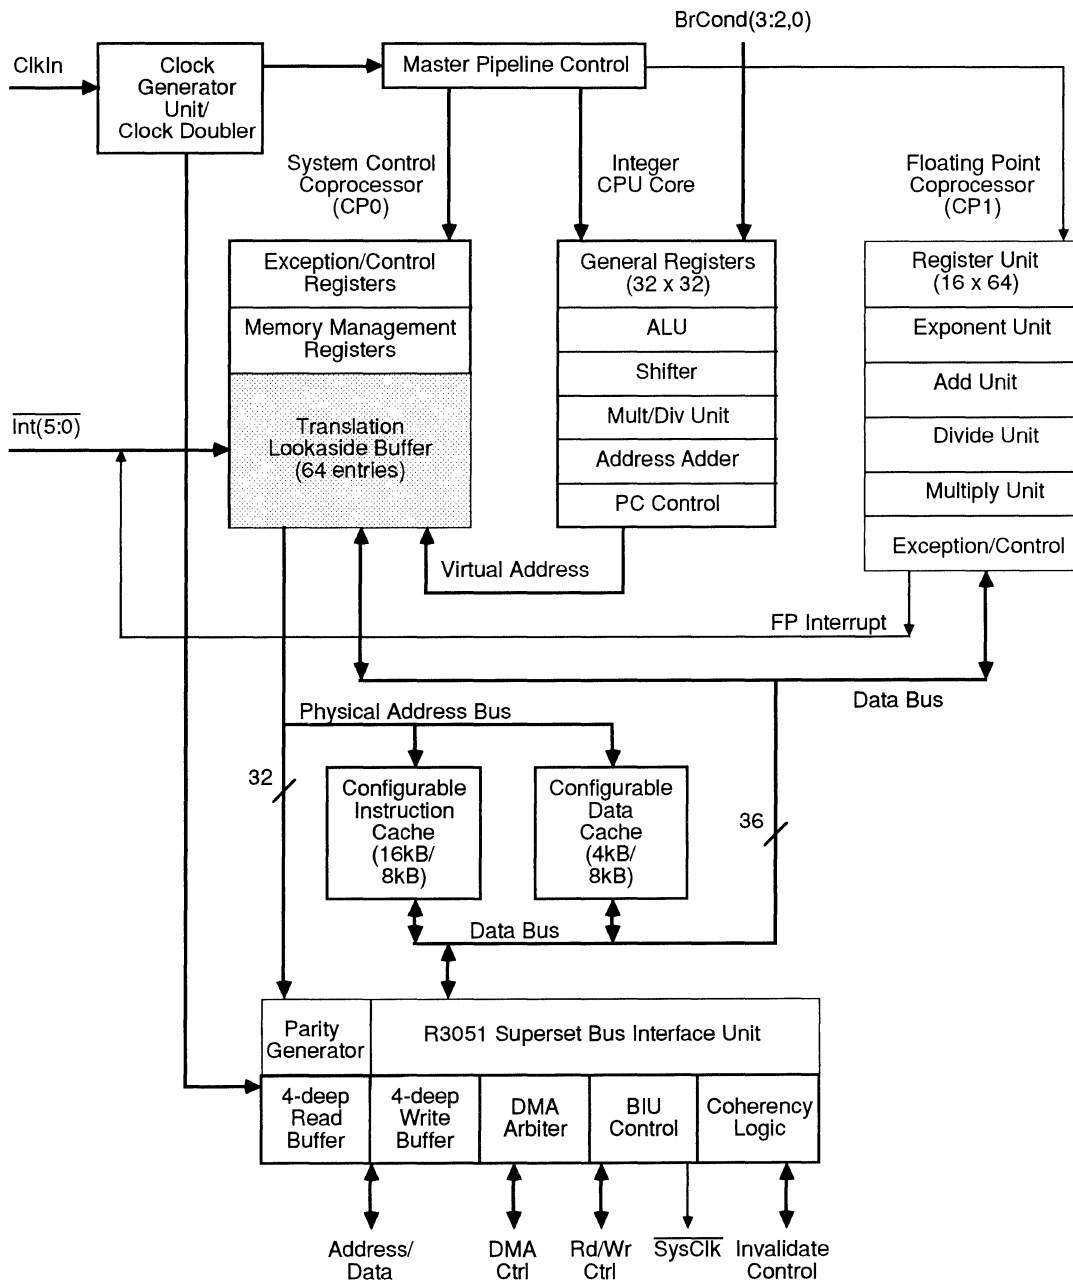 BrCond(3:2,0)
ClkIn
Clock
Generator
Unit/
Clock Doubler
Master Pipeline Control
System Control
Coprocessor
(CP0)
Integer
CPU Core
Floating Point
Coprocessor
(CP1)
Exception/Control
Registers
Memory Management
Registers
Translation
Lookaside Buffer
(64 entries)
General Registers
(32 x 32)
ALU
Shifter
Mult/Div Unit
Address Adder
PC Control
Register Unit
(16 x 64)
Exponent Unit
Add Unit
Divide Unit
Multiply Unit
Exception/Control
Int(5:0)
Virtual Address
FP Interrupt
Data Bus
Physical Address Bus
32
Configurable
Instruction
Cache
(16kB/
8kB)
Configurable
Data
Cache
(4kB/
8kB)
36
Data Bus
Parity
Generator
R3051 Superset Bus Interface Unit
4-deep
Read
Buffer
4-deep
Write
Buffer
DMA
Arbiter
BIU
Control
Coherency
Logic
Address/
Data
DMA
Ctrl
Rd/Wr
Ctrl
SysClk
Invalidate
Control